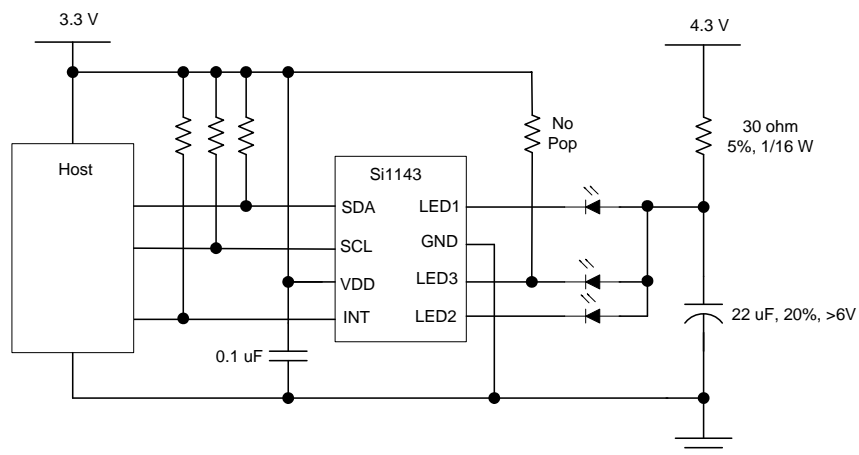 3.3 V
4.3 V
No
Pop
30 ohm
5%, 1/16 W
Host
Si1143
SDA
LED1
SCL
GND
VDD
LED3
INT
LED2
0.1 uF
22 uF, 20%, >6V